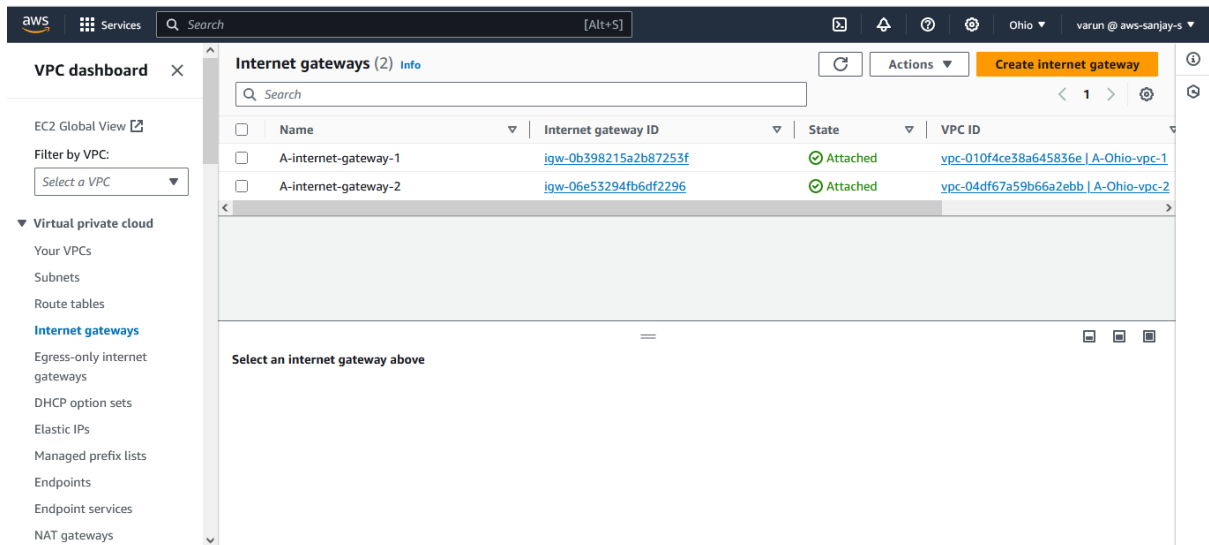 aws Services Search [Alt+S] Ohio varun @ aws-sanjay-s
VPC dashboard
EC2 Global View
Filter by VPC:
Select a VPC
Virtual private cloud
Your VPCs
Subnets
Route tables
Internet gateways
Egress-only internet
gateways
DHCP option sets
Elastic IPs
Managed prefix lists
Endpoints
Endpoint services
NAT gateways
Internet gateways (2) Info Actions Create internet gateway
Search 1
Name Internet gateway ID State VPC ID
A-internet-gateway-1 igw-0b398215a2b87253f Attached vpc-010f4ce38a645836e | A-Ohio-vpc-1
A-internet-gateway-2 igw-06e53294fb6df2296 Attached vpc-04df67a59b66a2ebb | A-Ohio-vpc-2
Select an internet gateway above